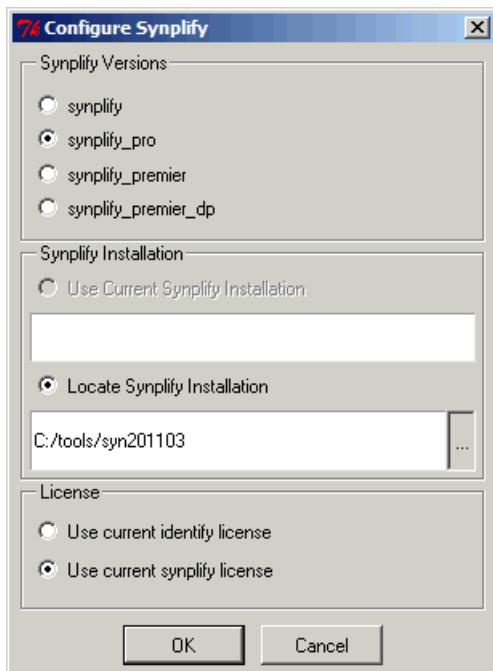 Configure Synplify
Synplify Versions
synplify
synplify_pro
synplify_premier
synplify_premier_dp
Synplify Installation
Use Current Synplify Installation
Locate Synplify Installation
C:/tools/syn201103
...
License
Use current identify license
Use current synplify license
OK
Cancel